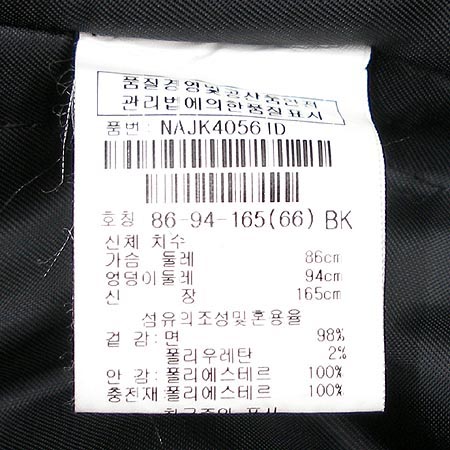 품질경영및공산품안전
관리법에의한품질표시
품번: NAJK4056ID
호칭 86-94-165(66) BK
신체 치수
가슴 둘레 86cm
엉덩이둘레 94cm
신 장 165cm
섬유의조성및혼용율
겉 감:면 98%
폴리우레탄 2%
안 감:폴리에스테르 100%
충전재:폴리에스테르 100%